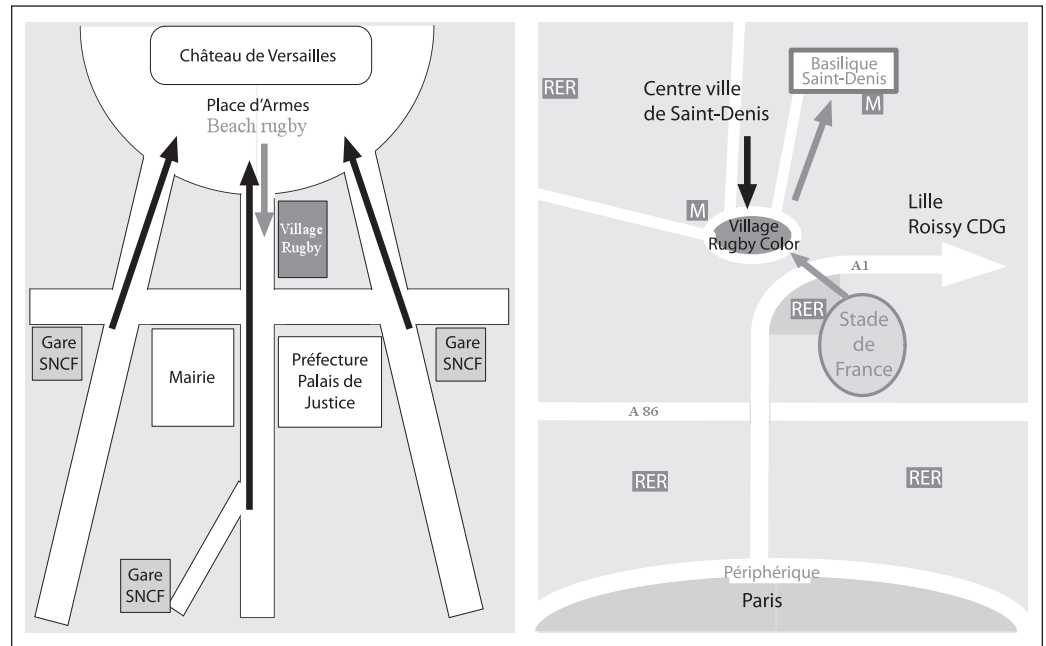 Château de Versailles
Place d'Armes
Beach rugby
Village
Rugby
Gare
SNCF
Mairie
Préfecture
Palais de
Justice
Gare
SNCF
Gare
SNCF
RER
Centre ville
de Saint-Denis
Basilique
Saint-Denis
M
M
Village
Rugby Color
Lille
Roissy CDG
A1
RER
Stade
de
France
A 86
RER
RER
Périphérique
Paris